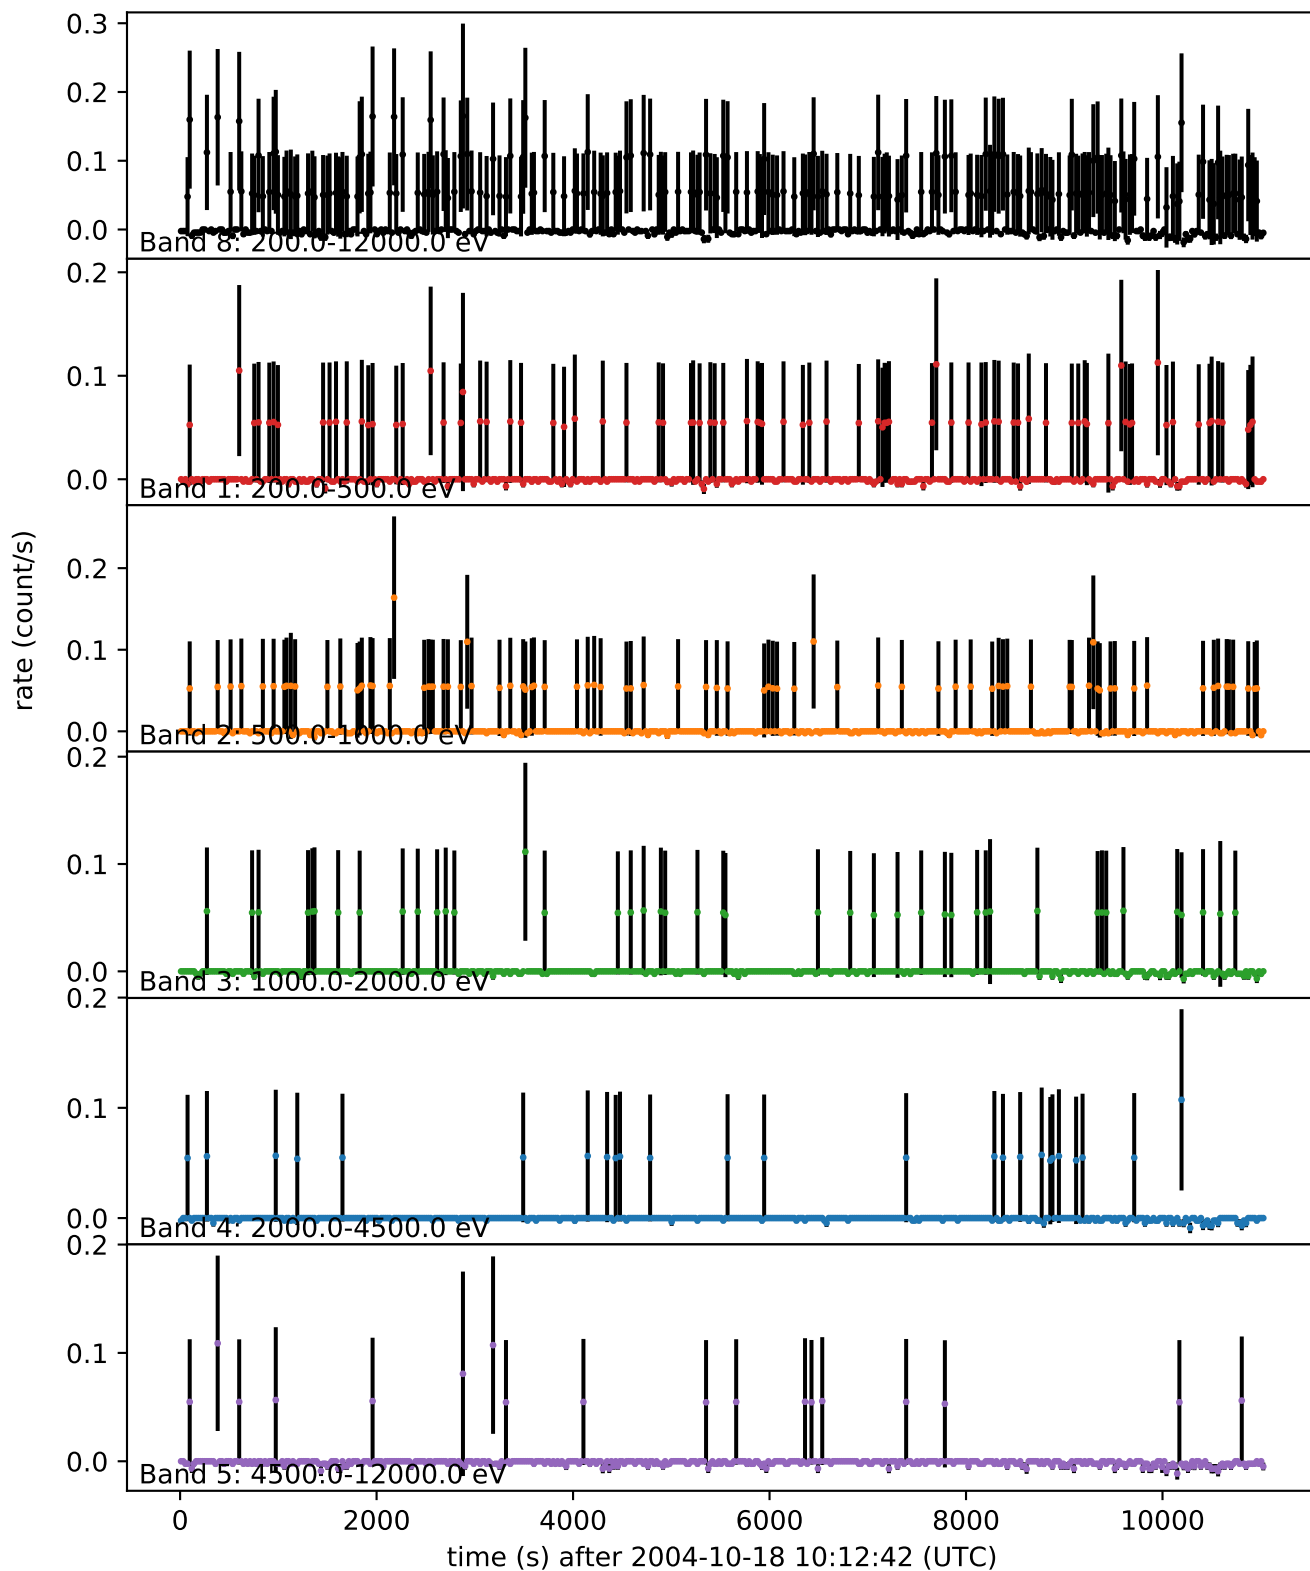 0.3
0.2
0.1
0.0
Band 8: 200.0-12000.0 eV
0.2
0.1
0.0
Band 1: 200.0-500.0 eV
rate (count/s)
0.2
0.1
0.0
Band 2: 500.0-1000.0 eV
0.2
0.1
0.0
Band 3: 1000.0-2000.0 eV
0.2
0.1
0.0
Band 4: 2000.0-4500.0 eV
0.2
0.1
0.0
Band 5: 4500.0-12000.0 eV
0 2000 4000 6000 8000 10000
time (s) after 2004-10-18 10:12:42 (UTC)